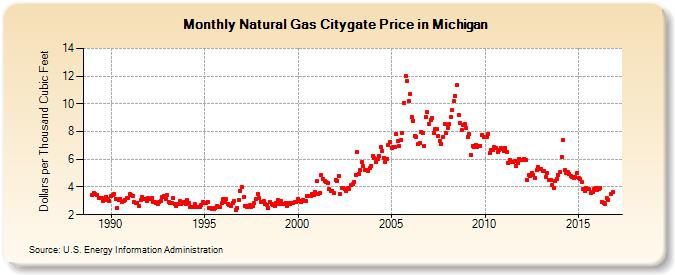 Monthly Natural Gas Citygate Price in Michigan
Dollars per Thousand Cubic Feet
14
12
10
8
6
4
2
1990 1995 2000 2005 2010 2015
Source: U.S. Energy Information Administration